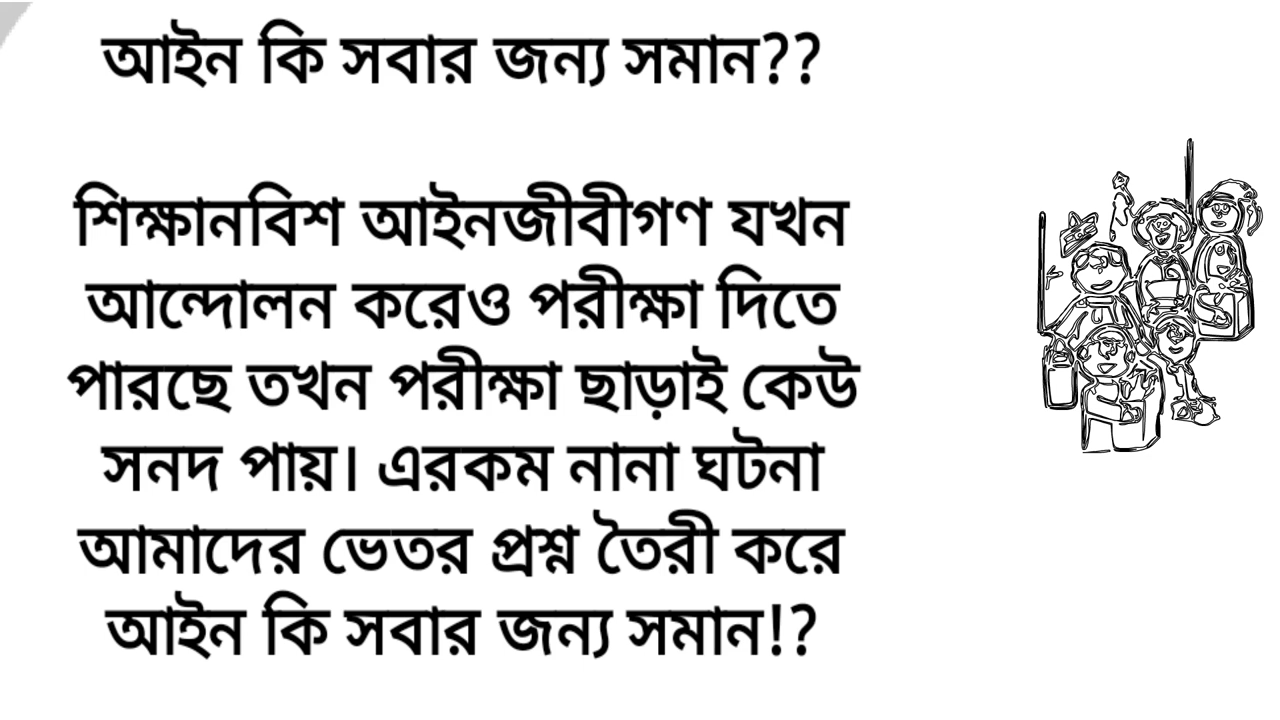 আইন কি সবার জন্য সমান??
শিক্ষানবিশ আইনজীবীগণ যখন
আন্দোলন করেও পরীক্ষা দিতে
পারছে তখন পরীক্ষা ছাড়াই কেউ
সনদ পায়। এরকম নানা ঘটনা
আমাদের ভেতর প্রশ্ন তৈরী করে
আইন কি সবার জন্য সমান!?